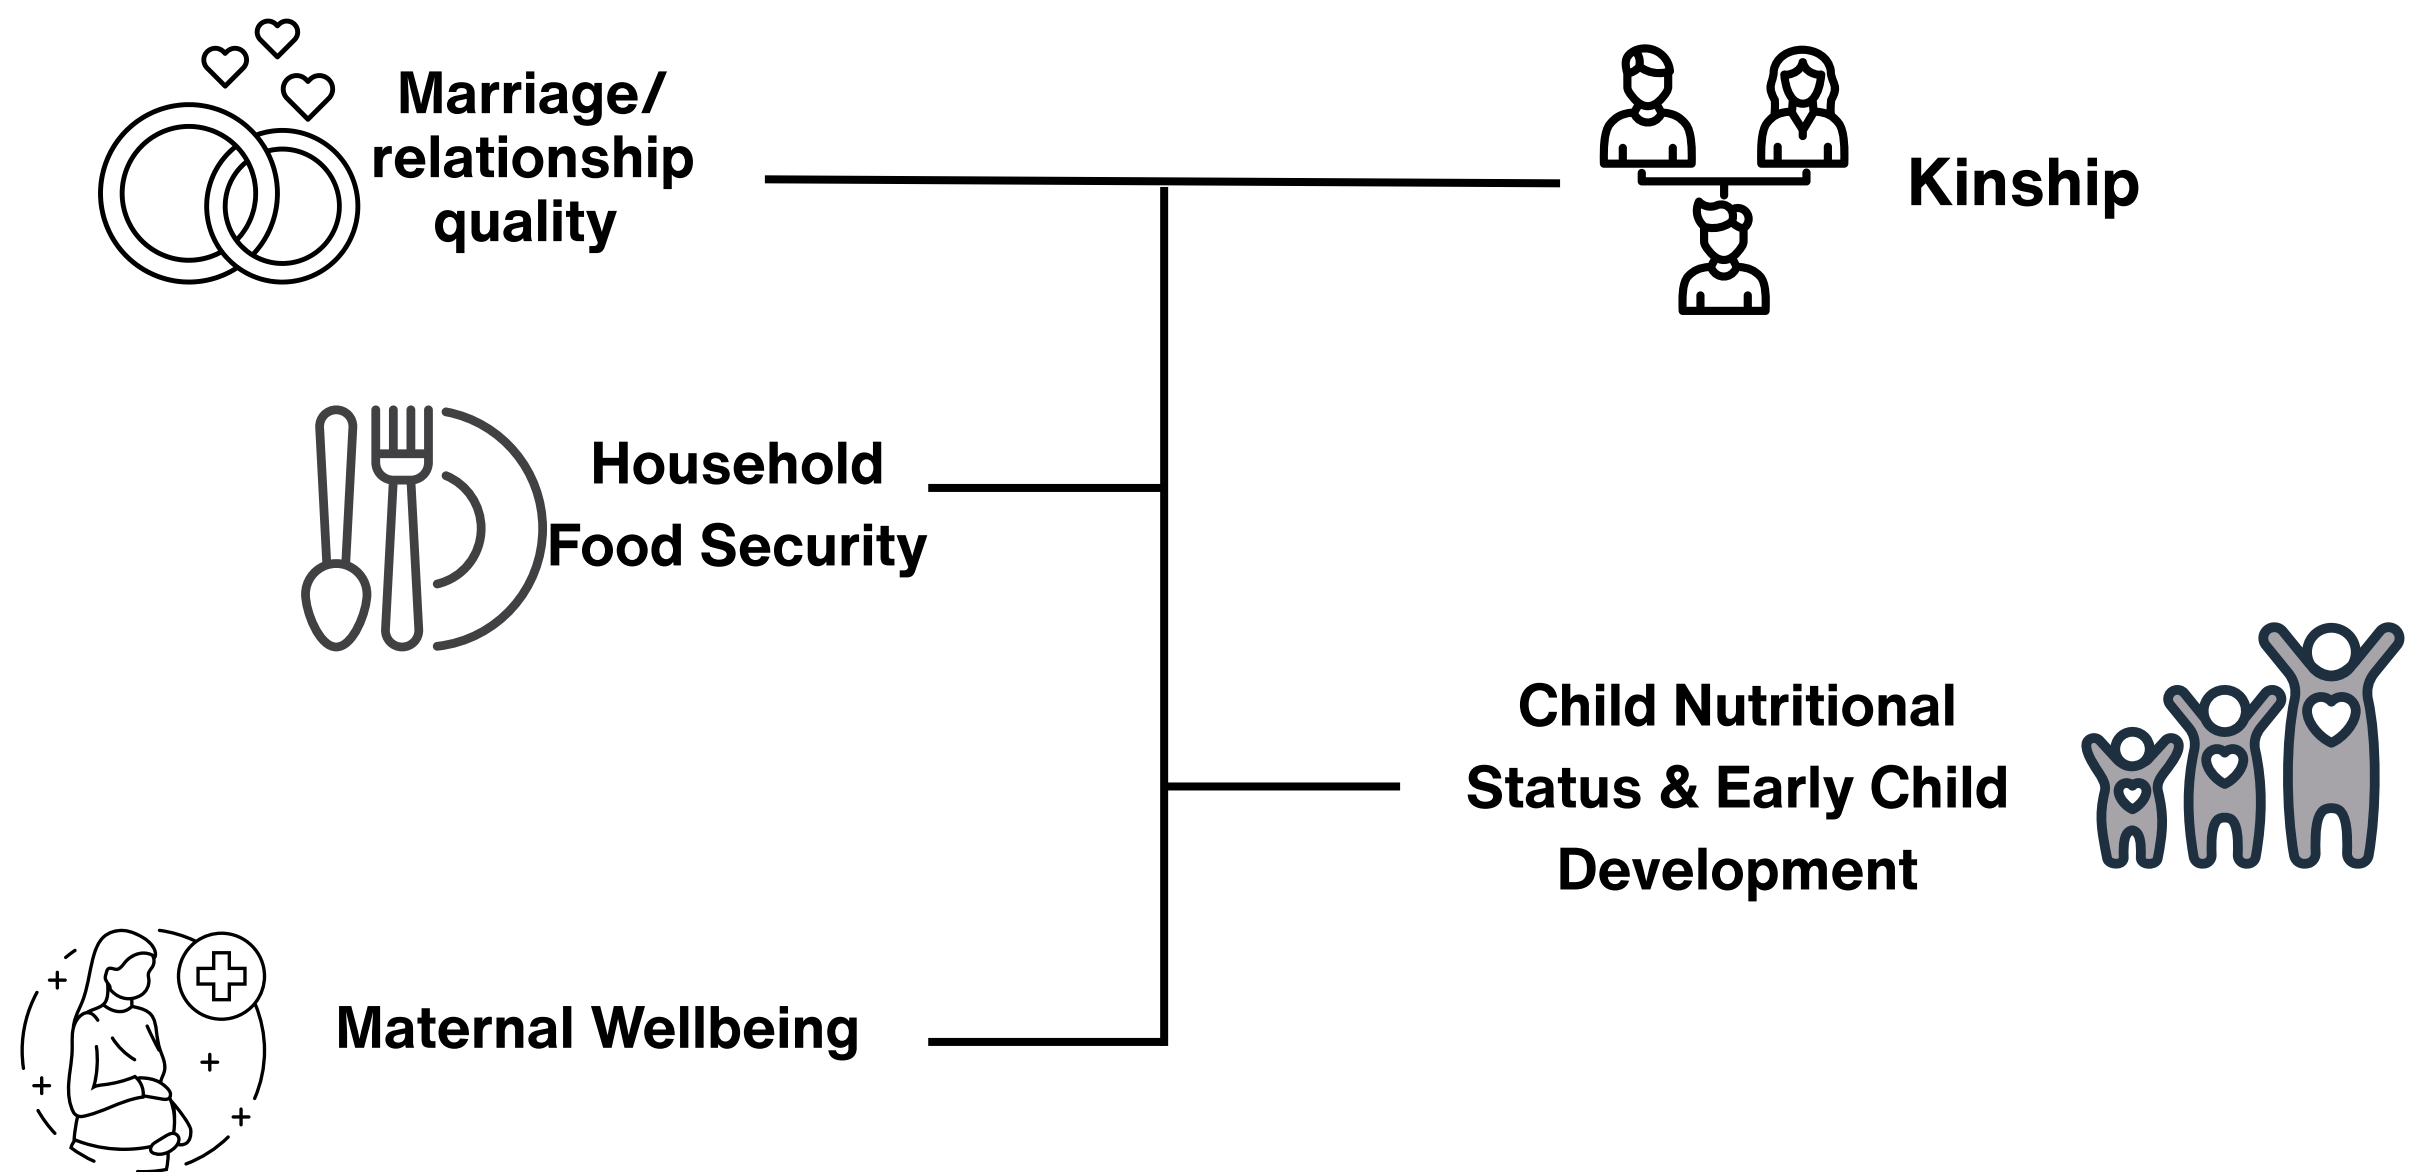 Marriage/
relationship
quality
Kinship
Household
Food Security
Child Nutritional
Status & Early Child
Development
Maternal Wellbeing